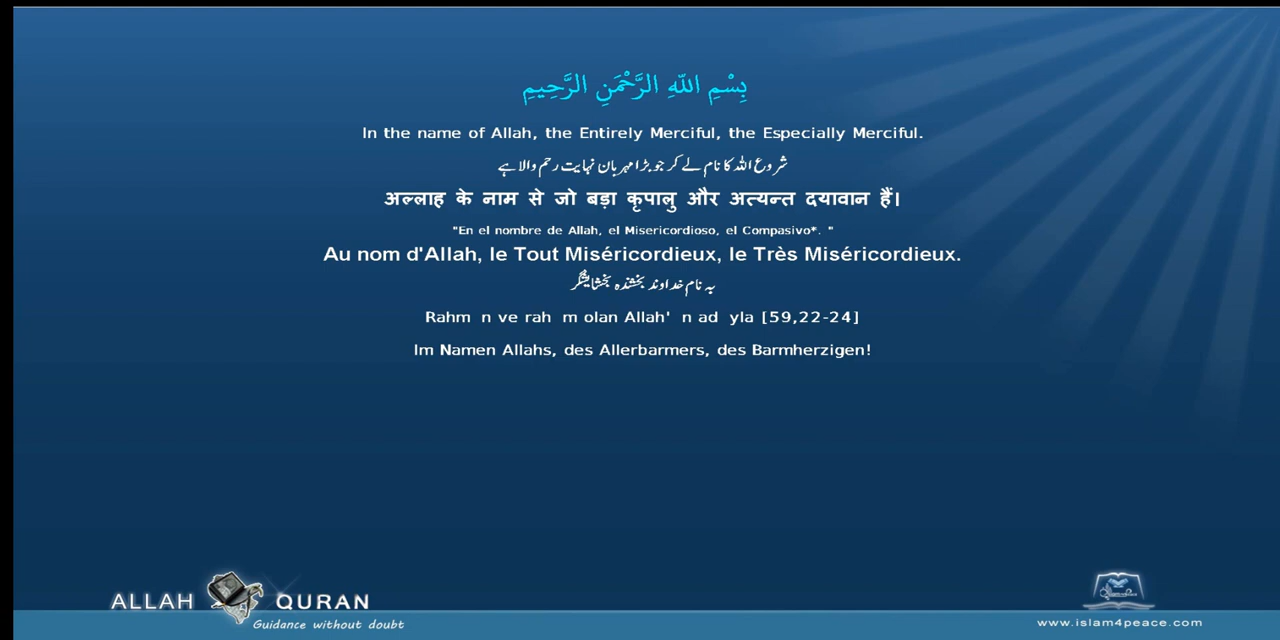 بِسْمِ اللّهِ الرَّحْمَنِ الرَّحِيمِ
In the name of Allah, the Entirely Merciful, the Especially Merciful.
شروع الله کا نام لے کر جو بڑا مہربان نہایت رحم والا ہے
अल्लाह के नाम से जो बड़ा कृपालु और अत्यन्त दयावान हैं।
"En el nombre de Allah, el Misericordioso, el Compasivo*. "
Au nom d'Allah, le Tout Miséricordieux, le Très Miséricordieux.
به نام خداوند بخشنده بخشایشگر
Rahm n ve rah m olan Allah' n ad yla [59,22-24]
Im Namen Allahs, des Allerbarmers, des Barmherzigen!
ALLAH QURAN
Guidance without doubt
www.islam4peace.com